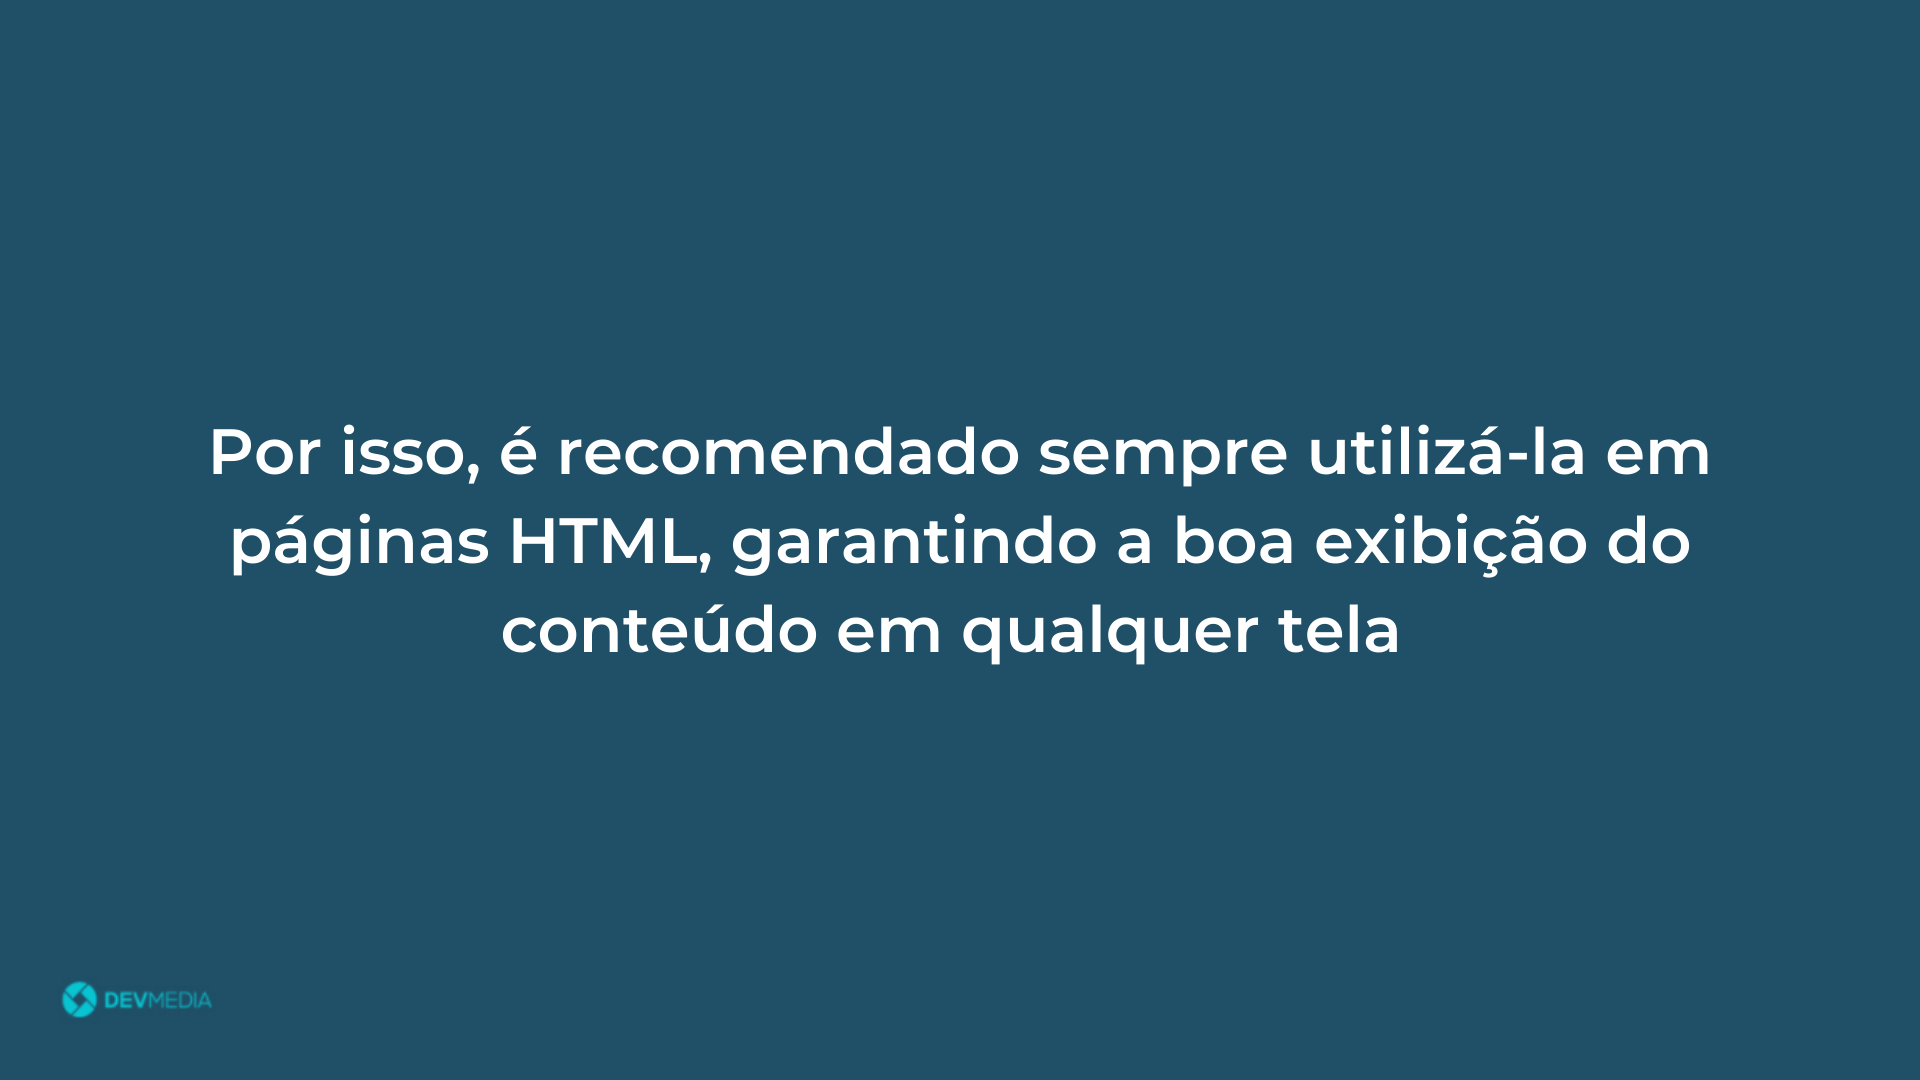 Por isso, é recomendado sempre utilizá-la em
páginas HTML, garantindo a boa exibição do
conteúdo em qualquer tela
DEVMEDIA